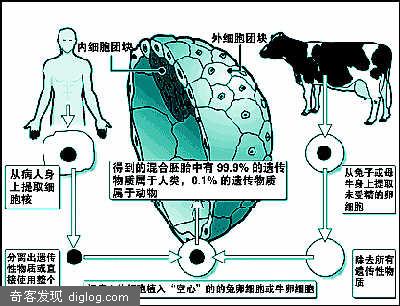 内细胞团块
外细胞团块
得到的混合胚胎中有 99.9% 的遗传
物质属于人类，0.1% 的遗传物质
属于动物
从病人身
上提取细
胞核
从兔子或母
牛身上提取
未受精的卵
细胞
分离出遗传
性物质或直
接使用整个
植入“空心”的的兔卵细胞或牛卵细胞
除去所有
遗传性物
质
奇客发现 diglog.com